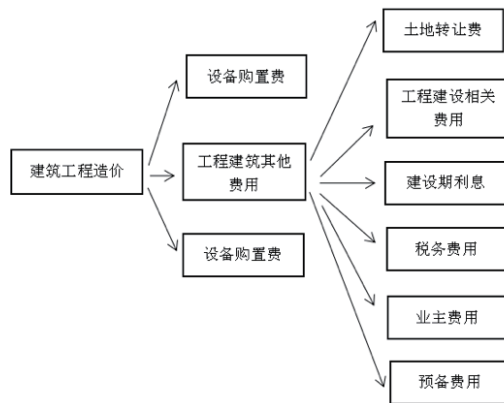 建筑工程造价
设备购置费
工程建筑其他
费用
设备购置费
土地转让费
工程建设相关
费用
建设期利息
税务费用
业主费用
预备费用